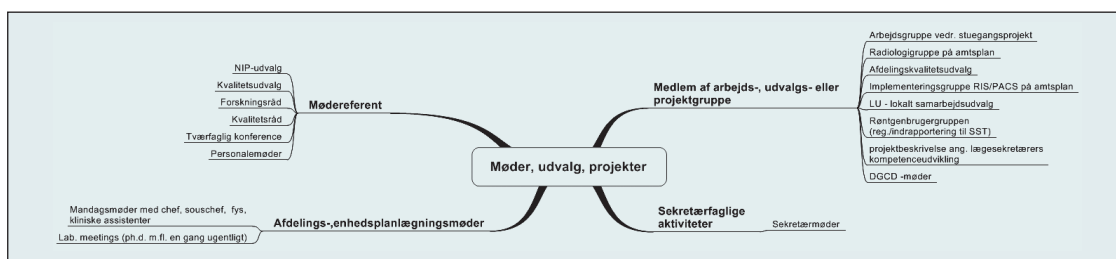 Møder, udvalg, projekter
Mødereferent
NIP-udvalg
Kvalitetsudvalg
Forskningsråd
Kvalitetsråd
Tværfaglig konference
Personalemøder
Afdelings-,enhedsplanlægningsmøder
Mandagsmøder med chef, souschef, fys,
kliniske assistenter
Lab. meetings (ph.d. m.fl. en gang ugentligt)
Medlem af arbejds-, udvalgs- eller
projektgruppe
Arbejdsgruppe vedr. stuegangsprojekt
Radiologigruppe på amtsplan
Afdelingskvalitetsudvalg
Implementeringsgruppe RIS/PACS på amtsplan
LU - lokalt samarbejdsudvalg
Røntgenbrugergruppen
(reg./indrapportering til SST)
projektbeskrivelse ang. lægesekretærers
kompetenceudvikling
DGCD -møder
Sekretærfaglige
aktiviteter
Sekretærmøder